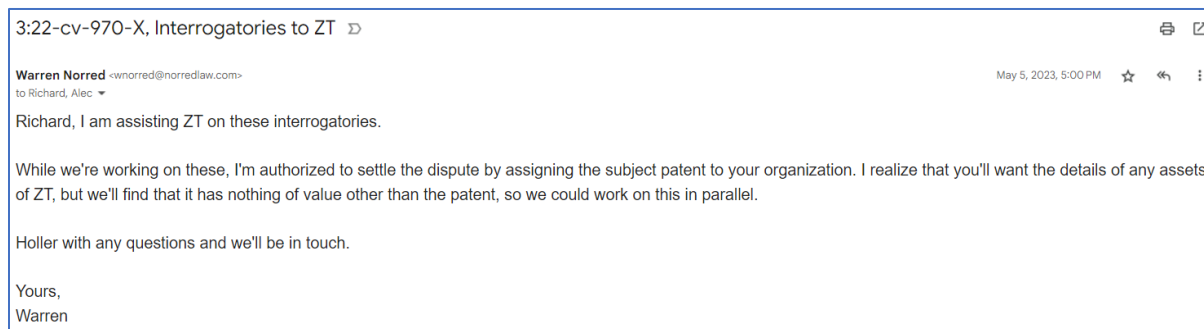 3:22-cv-970-X, Interrogatories to ZT
Warren Norred <wnorred@norredlaw.com>
May 5, 2023, 5:00 PM
to Richard, Alec
Richard, I am assisting ZT on these interrogatories.
While we're working on these, I'm authorized to settle the dispute by assigning the subject patent to your organization. I realize that you'll want the details of any assets
of ZT, but we'll find that it has nothing of value other than the patent, so we could work on this in parallel.
Holler with any questions and we'll be in touch.
Yours,
Warren